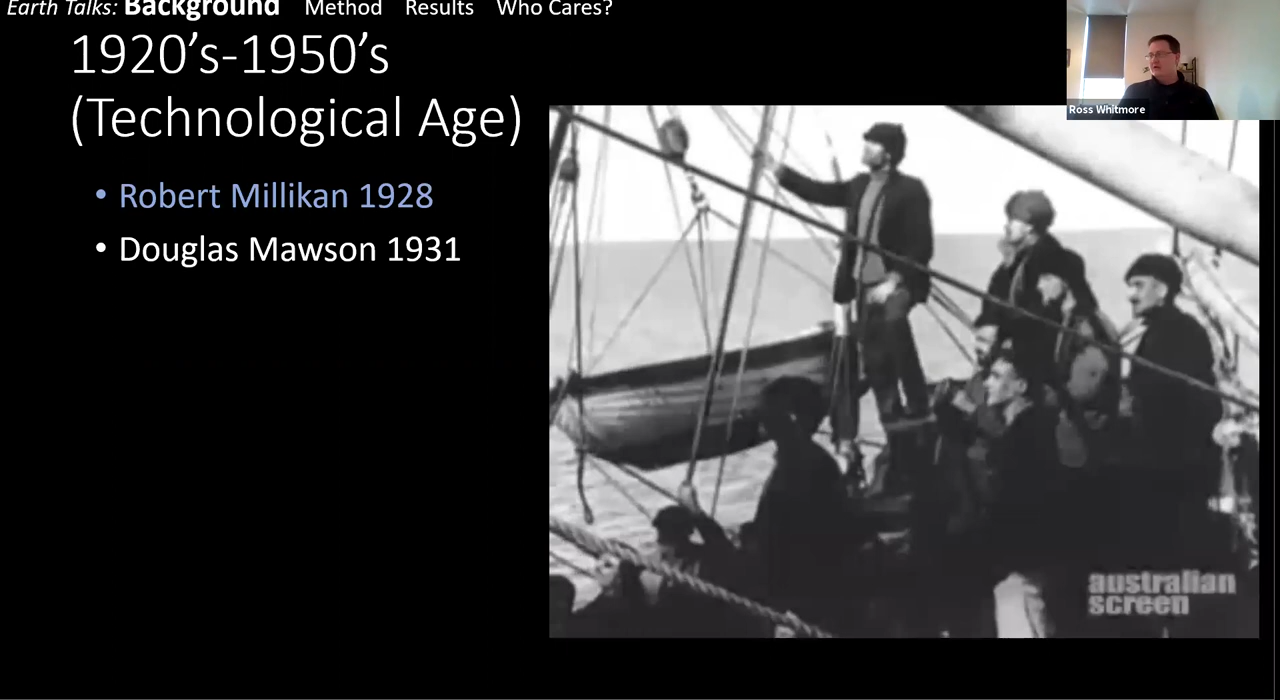 Earth Talks: Background Method Results Who Cares?
1920’s-1950’s
(Technological Age)
• Robert Millikan 1928
• Douglas Mawson 1931
Ross Whitmore
australian
screen